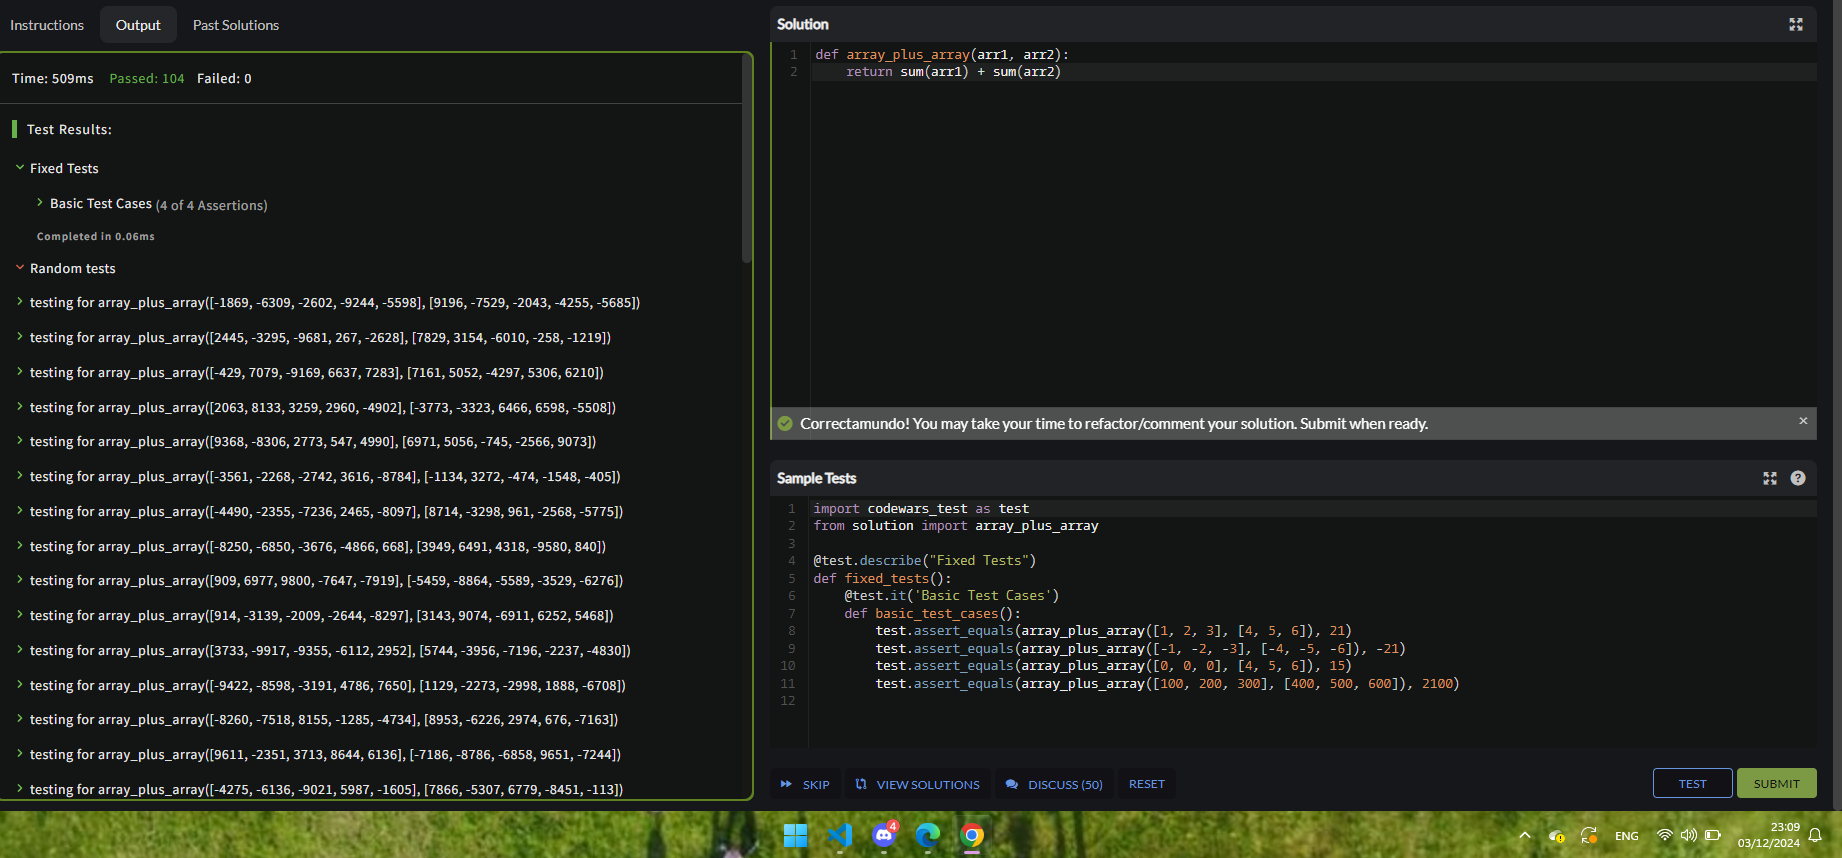 Instructions
Output
Past Solutions
Time: 509ms Passed: 104 Failed: 0
Test Results:
Fixed Tests
Basic Test Cases (4 of 4 Assertions)
Completed in 0.06ms
Random tests
testing for array_plus_array([-1869, -6309, -2602, -9244, -5598], [9196, -7529, -2043, -4255, -5685])
testing for array_plus_array([2445, -3295, -9681, 267, -2628], [7829, 3154, -6010, -258, -1219])
testing for array_plus_array([-429, 7079, -9169, 6637, 7283], [7161, 5052, -4297, 5306, 6210])
testing for array_plus_array([2063, 8133, 3259, 2960, -4902], [-3773, -3323, 6466, 6598, -5508])
testing for array_plus_array([9368, -8306, 2773, 547, 4990], [6971, 5056, -745, -2566, 9073])
testing for array_plus_array([-3561, -2268, -2742, 3616, -8784], [-1134, 3272, -474, -1548, -405])
testing for array_plus_array([-4490, -2355, -7236, 2465, -8097], [8714, -3298, 961, -2568, -5775])
testing for array_plus_array([-8250, -6850, -3676, -4866, 668], [3949, 6491, 4318, -9580, 840])
testing for array_plus_array([909, 6977, 9800, -7647, -7919], [-5459, -8864, -5589, -3529, -6276])
testing for array_plus_array([914, -3139, -2009, -2644, -8297], [3143, 9074, -6911, 6252, 5468])
testing for array_plus_array([3733, -9917, -9355, -6112, 2952], [5744, -3956, -7196, -2237, -4830])
testing for array_plus_array([-9422, -8598, -3191, 4786, 7650], [1129, -2273, -2998, 1888, -6708])
testing for array_plus_array([-8260, -7518, 8155, -1285, -4734], [8953, -6226, 2974, 676, -7163])
testing for array_plus_array([9611, -2351, 3713, 8644, 6136], [-7186, -8786, -6858, 9651, -7244])
testing for array_plus_array([-4275, -6136, -9021, 5987, -1605], [7866, -5307, 6779, -8451, -113])
Solution
1 def array_plus_array(arr1, arr2):
2     return sum(arr1) + sum(arr2)
Correctamundo! You may take your time to refactor/comment your solution. Submit when ready.
Sample Tests
1 import codewars_test as test
2 from solution import array_plus_array
3
4 @test.describe("Fixed Tests")
5 def fixed_tests():
6     @test.it('Basic Test Cases')
7     def basic_test_cases():
8         test.assert_equals(array_plus_array([1, 2, 3], [4, 5, 6]), 21)
9         test.assert_equals(array_plus_array([-1, -2, -3], [-4, -5, -6]), -21)
10         test.assert_equals(array_plus_array([0, 0, 0], [4, 5, 6]), 15)
11         test.assert_equals(array_plus_array([100, 200, 300], [400, 500, 600]), 2100)
12
SKIP
VIEW SOLUTIONS
DISCUSS (50)
RESET
TEST
SUBMIT
4
ENG
23:09
03/12/2024